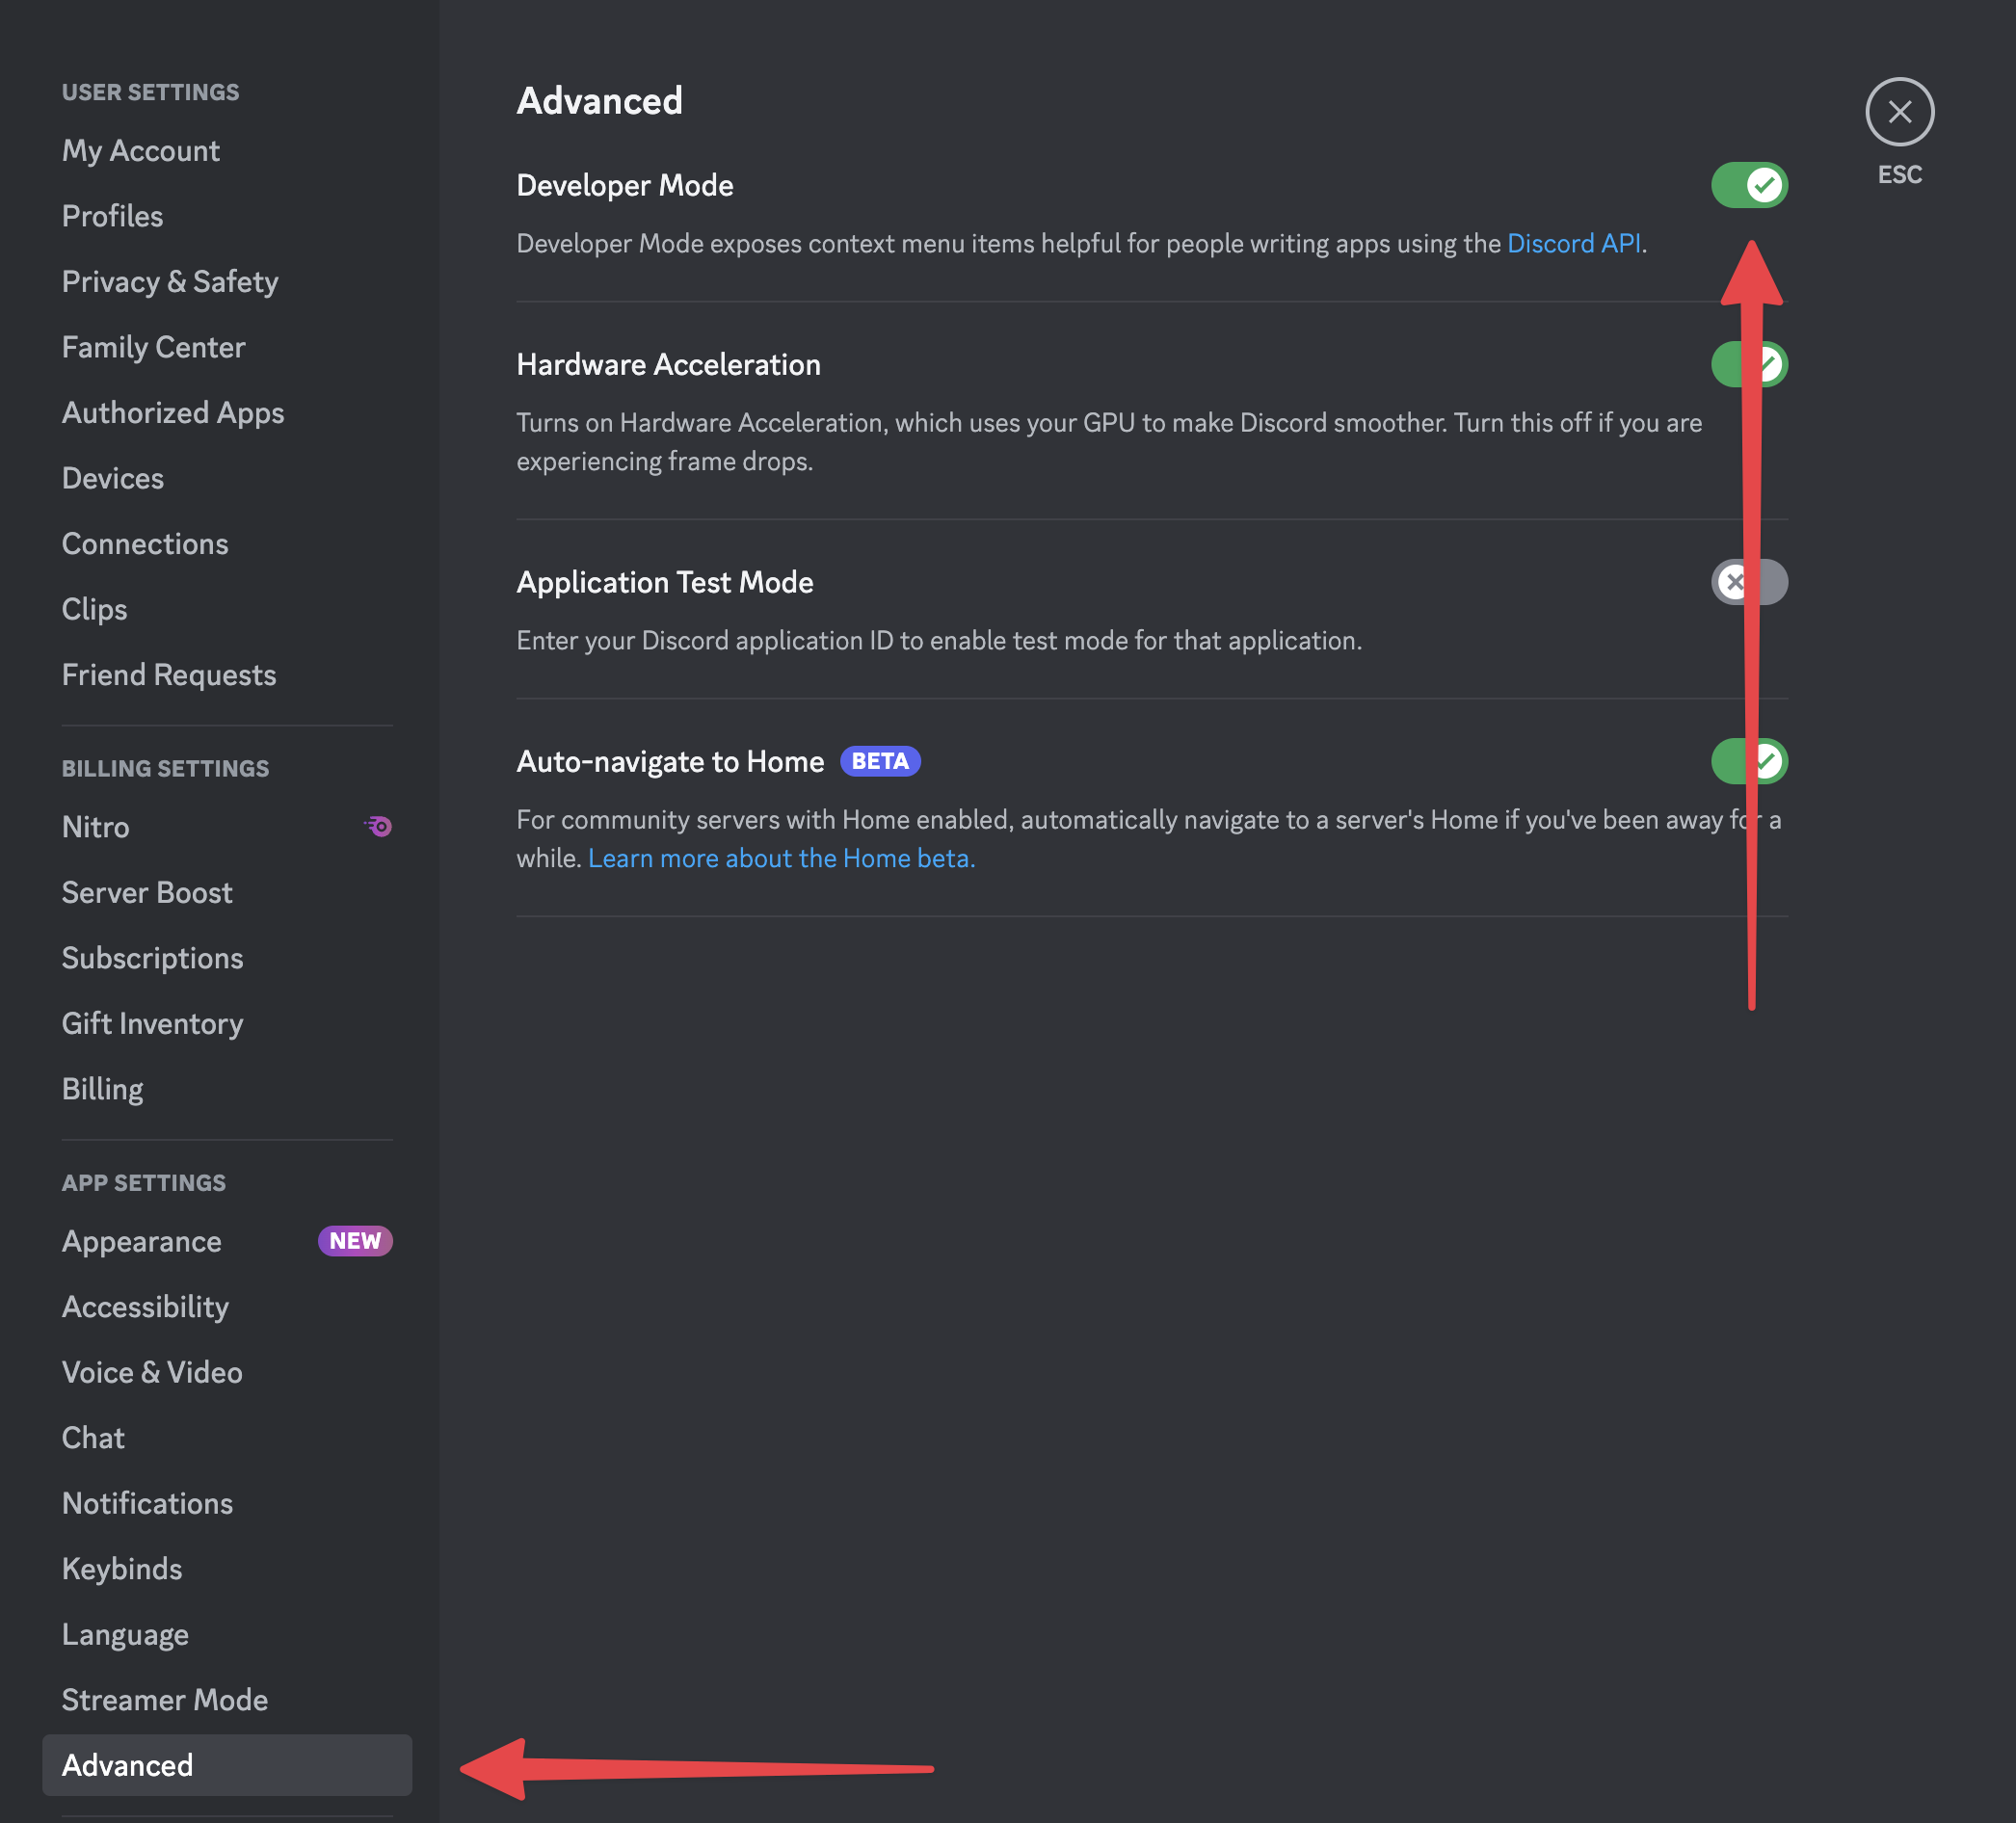 USER SETTINGS
My Account
Profiles
Privacy & Safety
Family Center
Authorized Apps
Devices
Connections
Clips
Friend Requests
BILLING SETTINGS
Nitro
Server Boost
Subscriptions
Gift Inventory
Billing
APP SETTINGS
Appearance NEW
Accessibility
Voice & Video
Chat
Notifications
Keybinds
Language
Streamer Mode
Advanced
Advanced
Developer Mode
Developer Mode exposes context menu items helpful for people writing apps using the Discord API.
Hardware Acceleration
Turns on Hardware Acceleration, which uses your GPU to make Discord smoother. Turn this off if you are
experiencing frame drops.
Application Test Mode
Enter your Discord application ID to enable test mode for that application.
Auto-navigate to Home BETA
For community servers with Home enabled, automatically navigate to a server's Home if you've been away for a
while. Learn more about the Home beta.
ESC